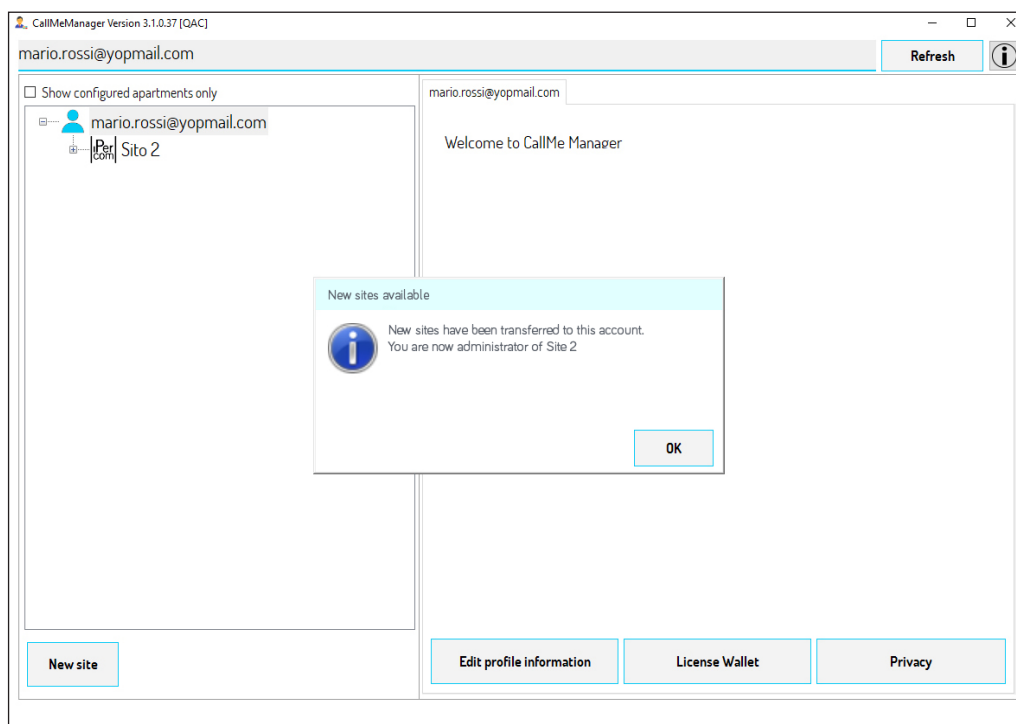 CallMeManager Version 3.1.0.37 [QAC]
mario.rossi@yopmail.com
Refresh
Show configured apartments only
mario.rossi@yopmail.com
iPer
com
Sito 2
mario.rossi@yopmail.com
Welcome to CallMe Manager
New sites available
New sites have been transferred to this account.
You are now administrator of Site 2
OK
New site
Edit profile information
License Wallet
Privacy